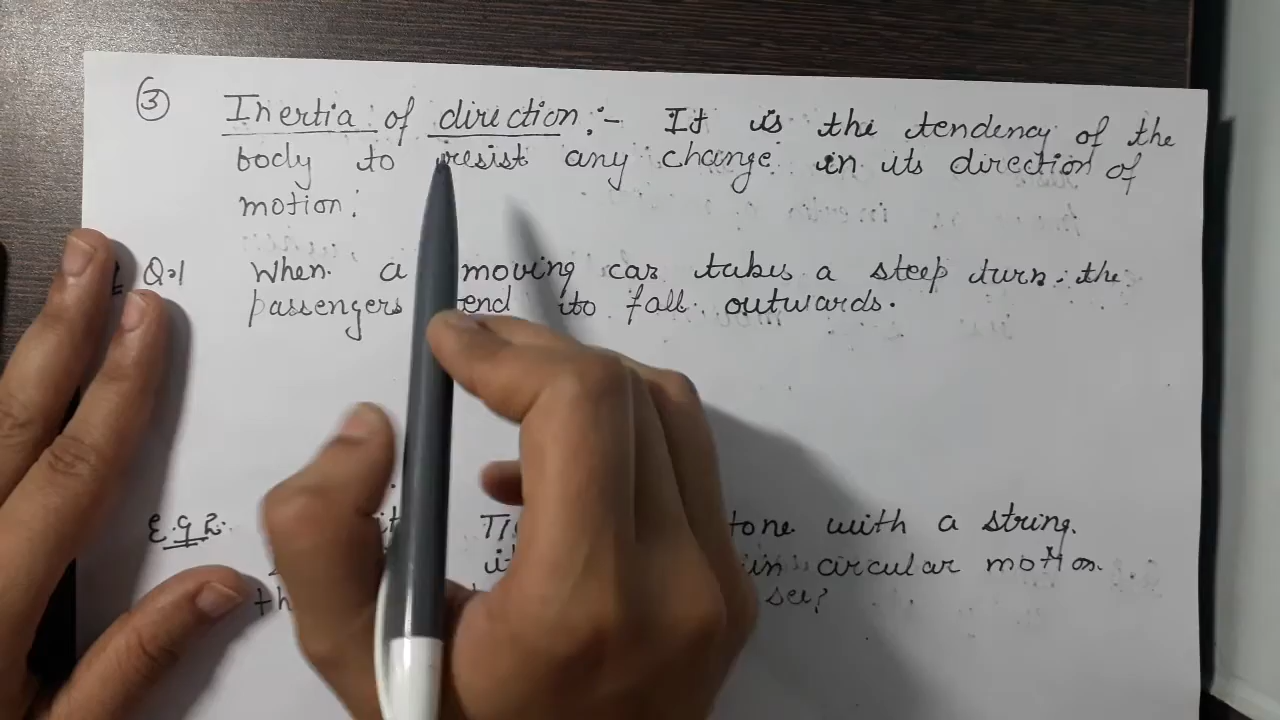 ③ Inertia of direction :- It is the tendency of the
body to resist any change in its direction of
motion.
Q.1 When a moving car takes a steep turn. the
passengers tend to fall outwards.
E.g 2. tone with a string.
in circular motion.
see?